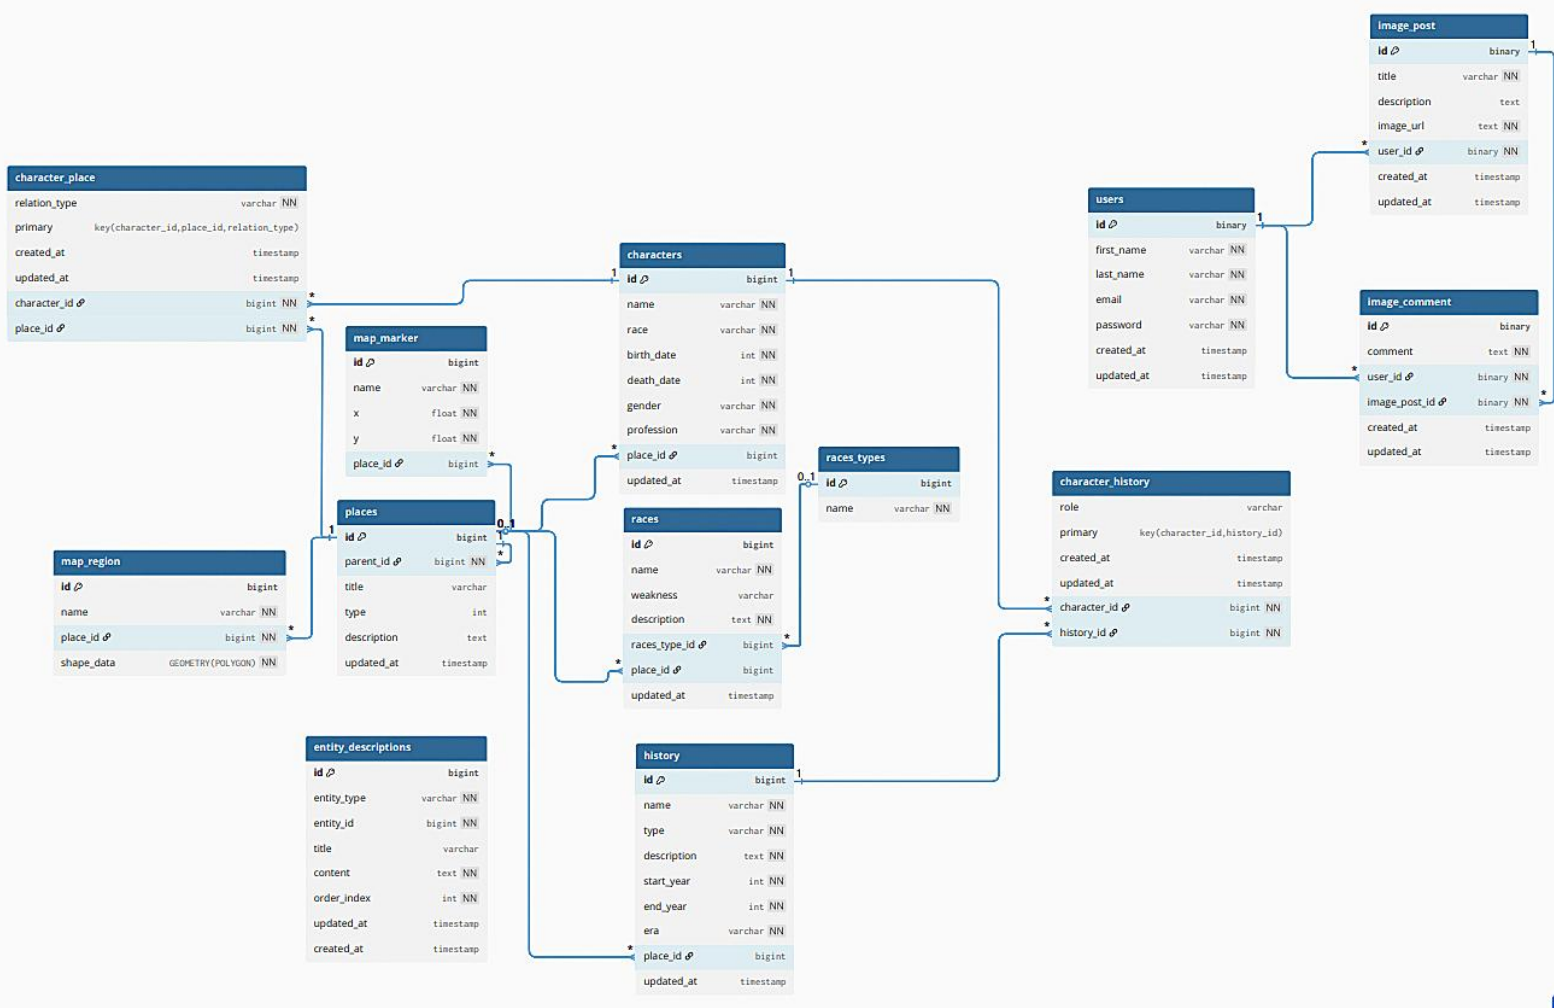 image_post
id binary
title varchar NN
description text
image_url text NN
user_id binary NN
created_at timestamp
updated_at timestamp
1
*
character_place
relation_type varchar NN
primary key(character_id,place_id,relation_type)
created_at timestamp
updated_at timestamp
character_id bigint NN
place_id bigint NN
*
*
users
id binary
first_name varchar NN
last_name varchar NN
email varchar NN
password varchar NN
created_at timestamp
updated_at timestamp
1
characters
id bigint
name varchar NN
race varchar NN
birth_date int NN
death_date int NN
gender varchar NN
profession varchar NN
place_id bigint
updated_at timestamp
1
1
*
image_comment
id binary
comment text NN
user_id binary NN
image_post_id binary NN
created_at timestamp
updated_at timestamp
*
*
map_marker
id bigint
name varchar NN
x float NN
y float NN
place_id bigint
*
races_types
id bigint
name varchar NN
0..1
character_history
role varchar
primary key(character_id,history_id)
created_at timestamp
updated_at timestamp
character_id bigint NN
history_id bigint NN
*
*
places
id bigint
parent_id bigint NN
title varchar
type int
description text
updated_at timestamp
1
0..1
1
*
races
id bigint
name varchar NN
weakness varchar
description text NN
races_type_id bigint
place_id bigint
updated_at timestamp
*
*
map_region
id bigint
name varchar NN
place_id bigint NN
shape_data GEOMETRY(POLYGON) NN
*
entity_descriptions
id bigint
entity_type varchar NN
entity_id bigint NN
title varchar
content text NN
order_index int NN
updated_at timestamp
created_at timestamp
history
id bigint
name varchar NN
type varchar NN
description text NN
start_year int NN
end_year int NN
era varchar NN
place_id bigint
updated_at timestamp
1
*